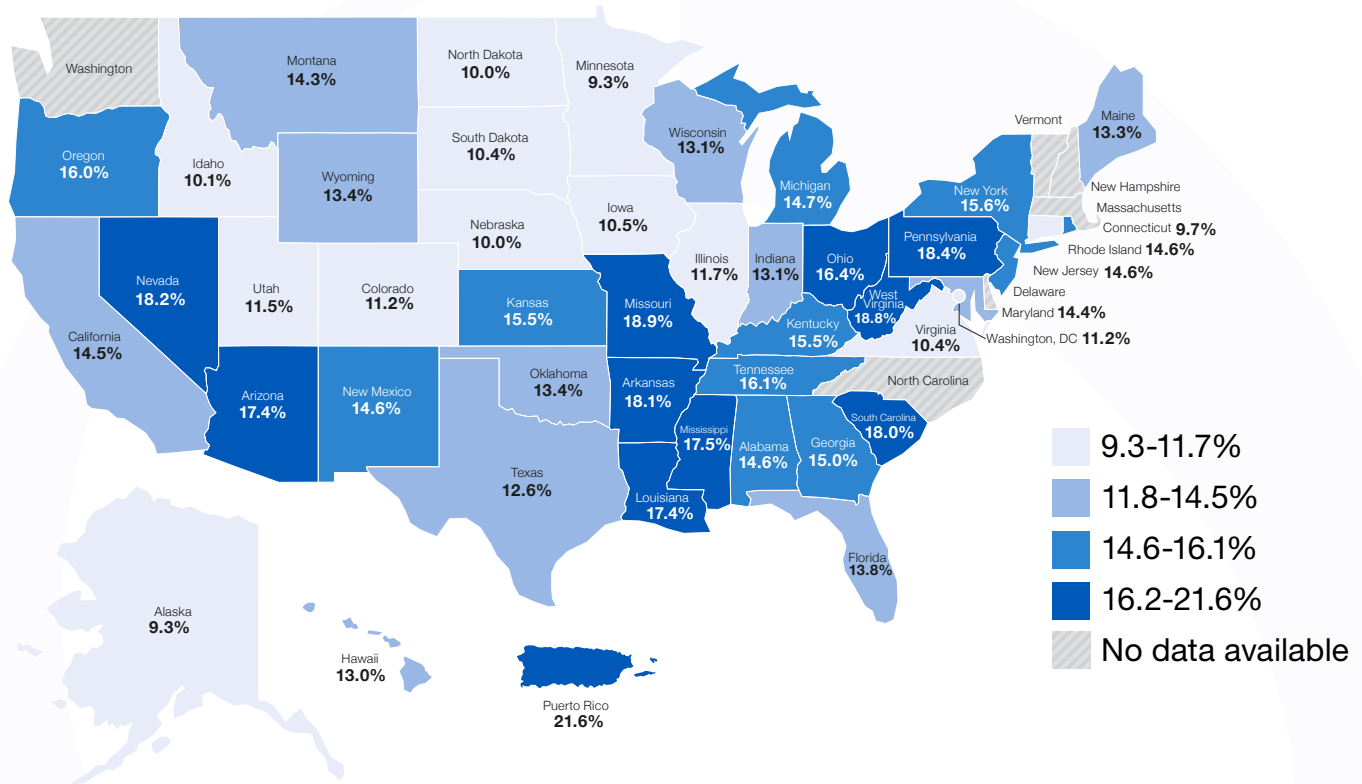 Washington
Montana
14.3%
North Dakota
10.0%
Minnesota
9.3%
Oregon
16.0%
Idaho
10.1%
Wyoming
13.4%
South Dakota
10.4%
Wisconsin
13.1%
Michigan
14.7%
Vermont
Maine
13.3%
New York
15.6%
New Hampshire
Massachusetts
Connecticut 9.7%
Rhode Island 14.6%
New Jersey 14.6%
Delaware
Maryland 14.4%
Washington, DC 11.2%
Nevada
18.2%
Utah
11.5%
Colorado
11.2%
Nebraska
10.0%
Iowa
10.5%
Illinois
11.7%
Indiana
13.1%
Ohio
16.4%
Pennsylvania
18.4%
West
Virginia
18.8%
Virginia
10.4%
California
14.5%
Kansas
15.5%
Missouri
18.9%
Kentucky
15.5%
Tennessee
16.1%
North Carolina
Arizona
17.4%
New Mexico
14.6%
Oklahoma
13.4%
Arkansas
18.1%
Mississippi
17.5%
Alabama
14.6%
Georgia
15.0%
South Carolina
18.0%
Texas
12.6%
Louisiana
17.4%
Florida
13.8%
Alaska
9.3%
Hawaii
13.0%
Puerto Rico
21.6%
9.3-11.7%
11.8-14.5%
14.6-16.1%
16.2-21.6%
No data available